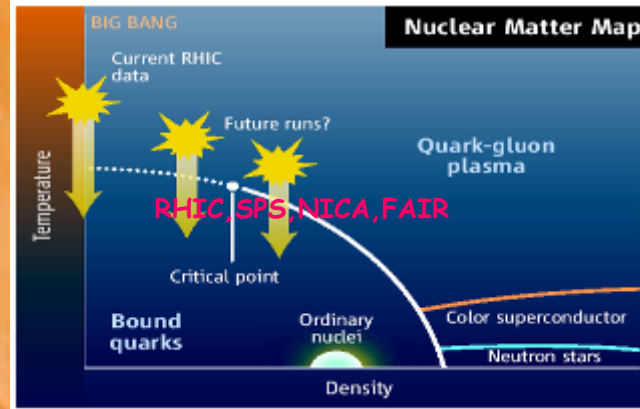 BIG BANG
Nuclear Matter Map
Current RHIC
data
Future runs?
Quark-gluon
plasma
Temperature
RHIC,SPS,NICA,FAIR
Critical point
Bound
quarks
Ordinary
nuclei
Color superconductor
Neutron stars
Density